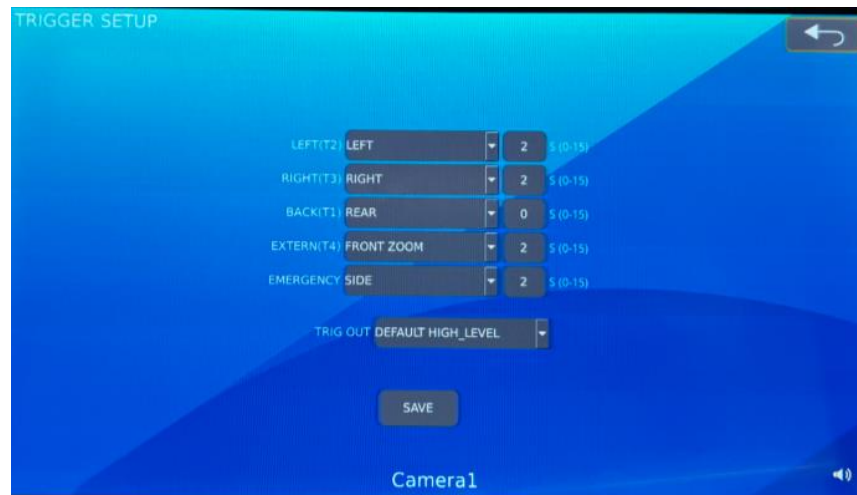 TRIGGER SETUP
LEFT(T2) LEFT 2 S (0-15)
RIGHT(T3) RIGHT 2 S (0-15)
BACK(T1) REAR 0 S (0-15)
EXTERN(T4) FRONT ZOOM 2 S (0-15)
EMERGENCY SIDE 2 S (0-15)
TRIG OUT DEFAULT HIGH_LEVEL
SAVE
Camera1